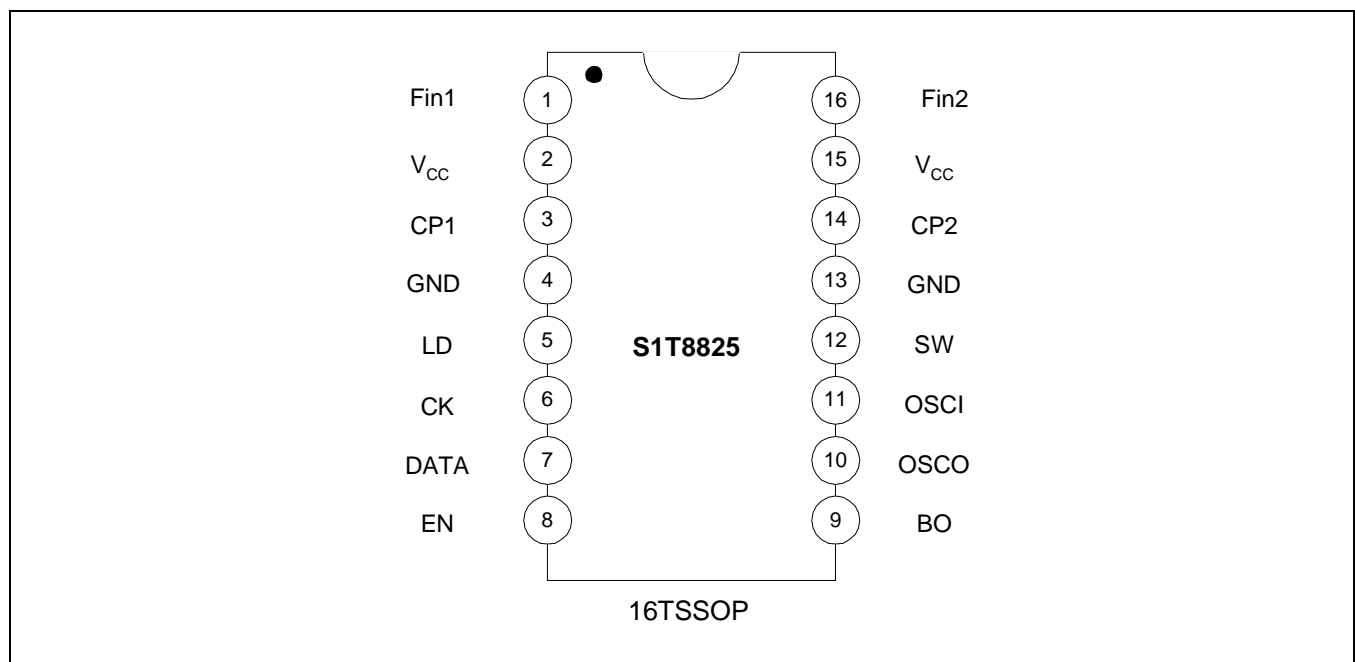 Fin1 1 16 Fin2
VCC 2 15 VCC
CP1 3 14 CP2
GND 4 13 GND
LD 5 S1T8825 12 SW
CK 6 11 OSCI
DATA 7 10 OSCO
EN 8 9 BO
16TSSOP